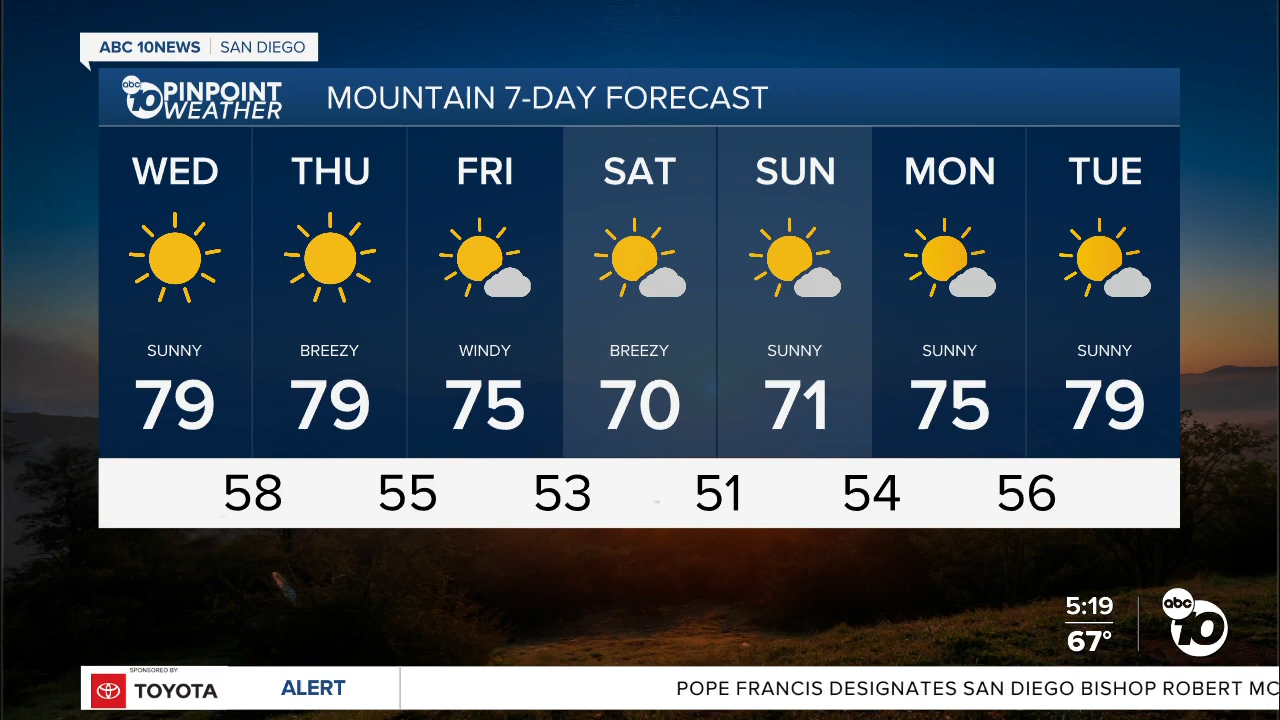 ABC 10NEWS | SAN DIEGO
abc 10 PINPOINT WEATHER
MOUNTAIN 7-DAY FORECAST
WED THU FRI SAT SUN MON TUE
SUNNY BREEZY WINDY BREEZY SUNNY SUNNY SUNNY
79 79 75 70 71 75 79
58 55 53 51 54 56
5:19
67°
abc 10
SPONSORED BY:
TOYOTA
ALERT
POPE FRANCIS DESIGNATES SAN DIEGO BISHOP ROBERT MC